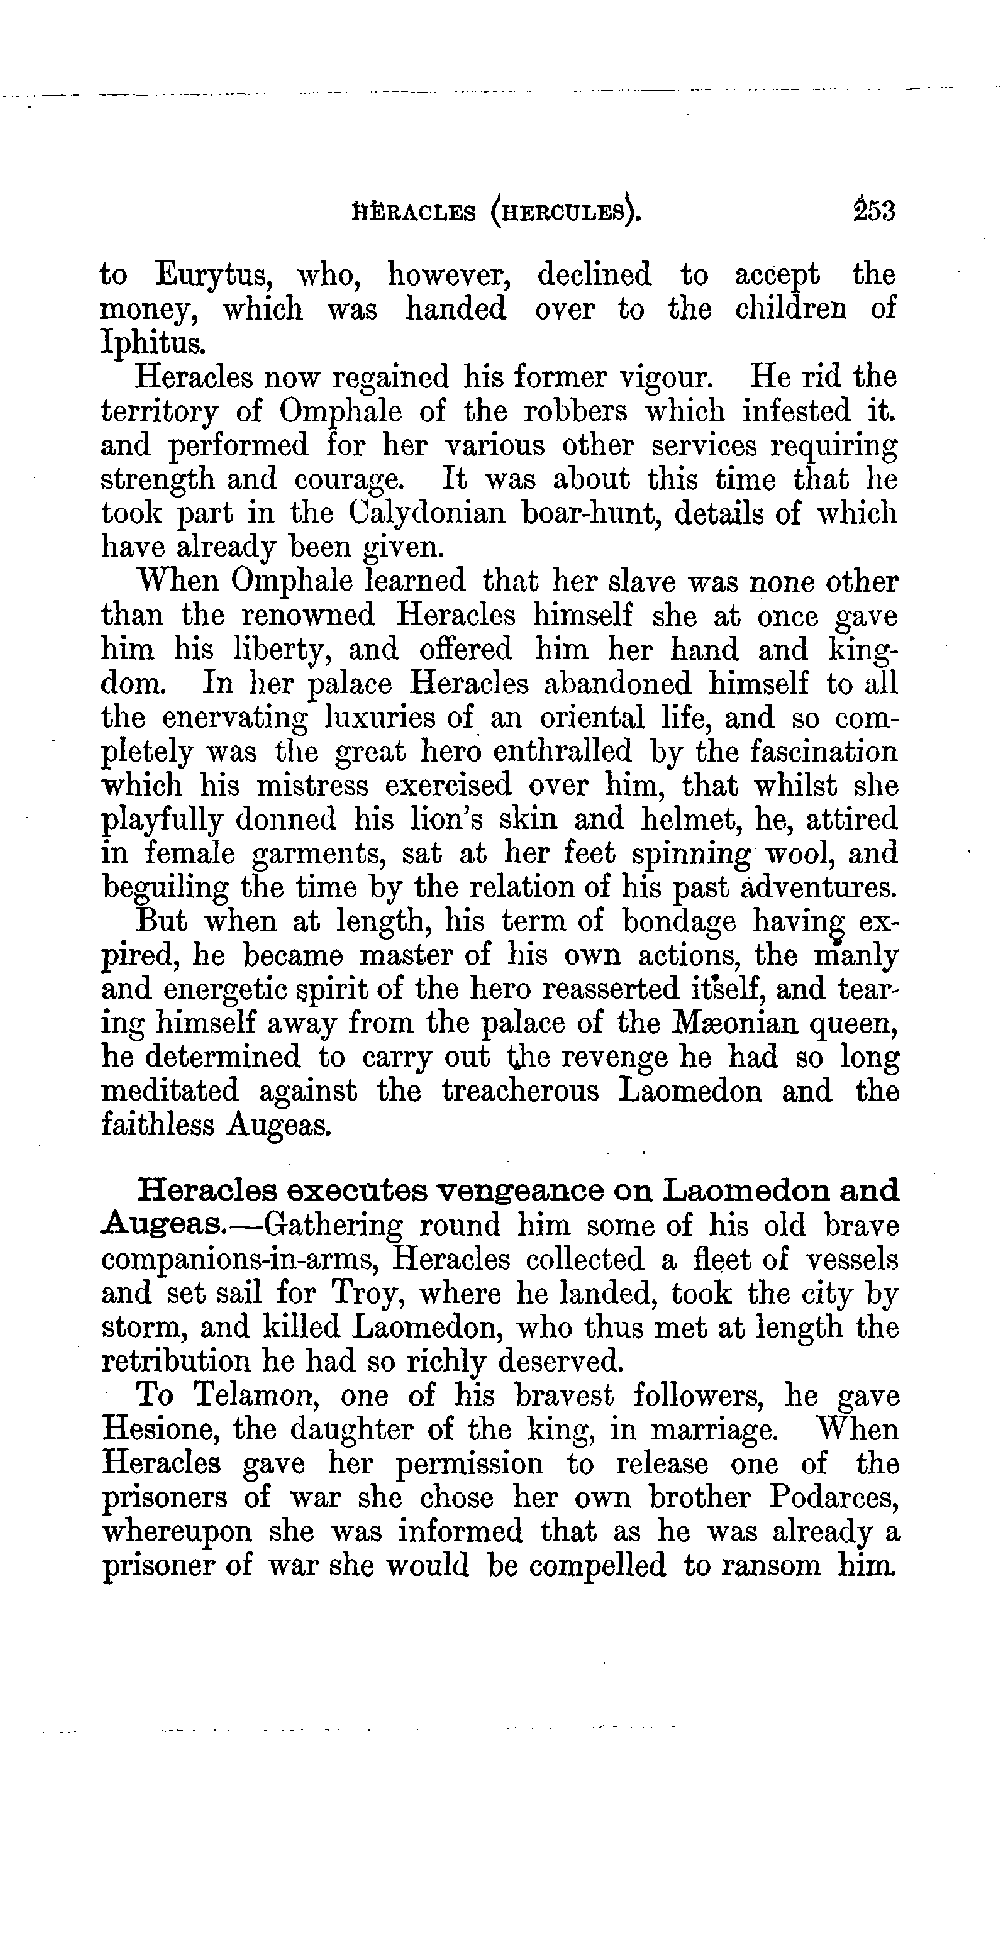 HERACLES (HERCULES). 253
to Eurytus, who, however, declined to accept the
money, which was handed over to the children of
Iphitus.
Heracles now regained his former vigour. He rid the
territory of Omphale of the robbers which infested it.
and performed for her various other services requiring
strength and courage. It was about this time that he
took part in the Calydonian boar-hunt, details of which
have already been given.
When Omphale learned that her slave was none other
than the renowned Heracles himself she at once gave
him his liberty, and offered him her hand and king-
dom. In her palace Heracles abandoned himself to all
the enervating luxuries of an oriental life, and so com-
pletely was the great hero enthralled by the fascination
which his mistress exercised over him, that whilst she
playfully donned his lion's skin and helmet, he, attired
in female garments, sat at her feet spinning wool, and
beguiling the time by the relation of his past adventures.
But when at length, his term of bondage having ex-
pired, he became master of his own actions, the manly
and energetic spirit of the hero reasserted itself, and tear-
ing himself away from the palace of the Mæonian queen,
he determined to carry out the revenge he had so long
meditated against the treacherous Laomedon and the
faithless Augeas.
Heracles executes vengeance on Laomedon and
Augeas.—Gathering round him some of his old brave
companions-in-arms, Heracles collected a fleet of vessels
and set sail for Troy, where he landed, took the city by
storm, and killed Laomedon, who thus met at length the
retribution he had so richly deserved.
To Telamon, one of his bravest followers, he gave
Hesione, the daughter of the king, in marriage. When
Heracles gave her permission to release one of the
prisoners of war she chose her own brother Podarces,
whereupon she was informed that as he was already a
prisoner of war she would be compelled to ransom him.